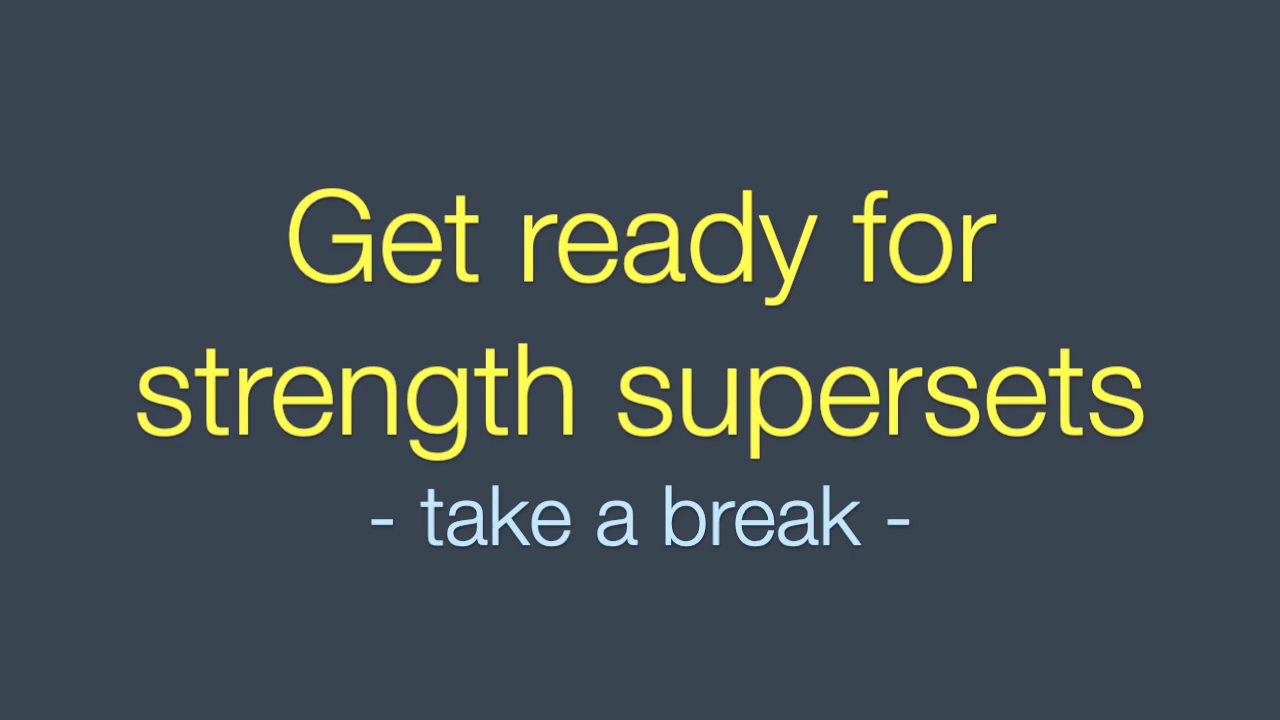 Get ready for
strength supersets
- take a break -